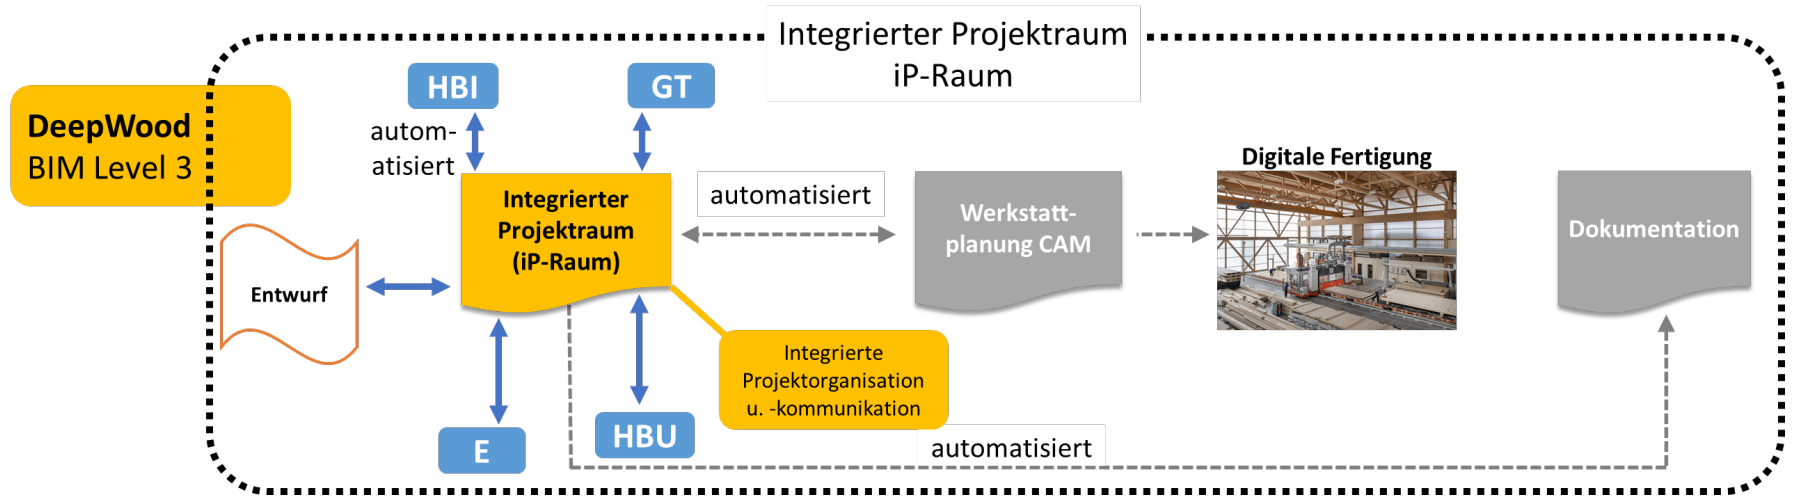 Integrierter Projektraum
iP-Raum
DeepWood
BIM Level 3
HBI
GT
autom-
atisiert
Integrierter
Projektraum
(iP-Raum)
automatisiert
Werkstatt-
planung CAM
Digitale Fertigung
Dokumentation
Entwurf
Integrierte
Projektorganisation
u. -kommunikation
E
HBU
automatisiert